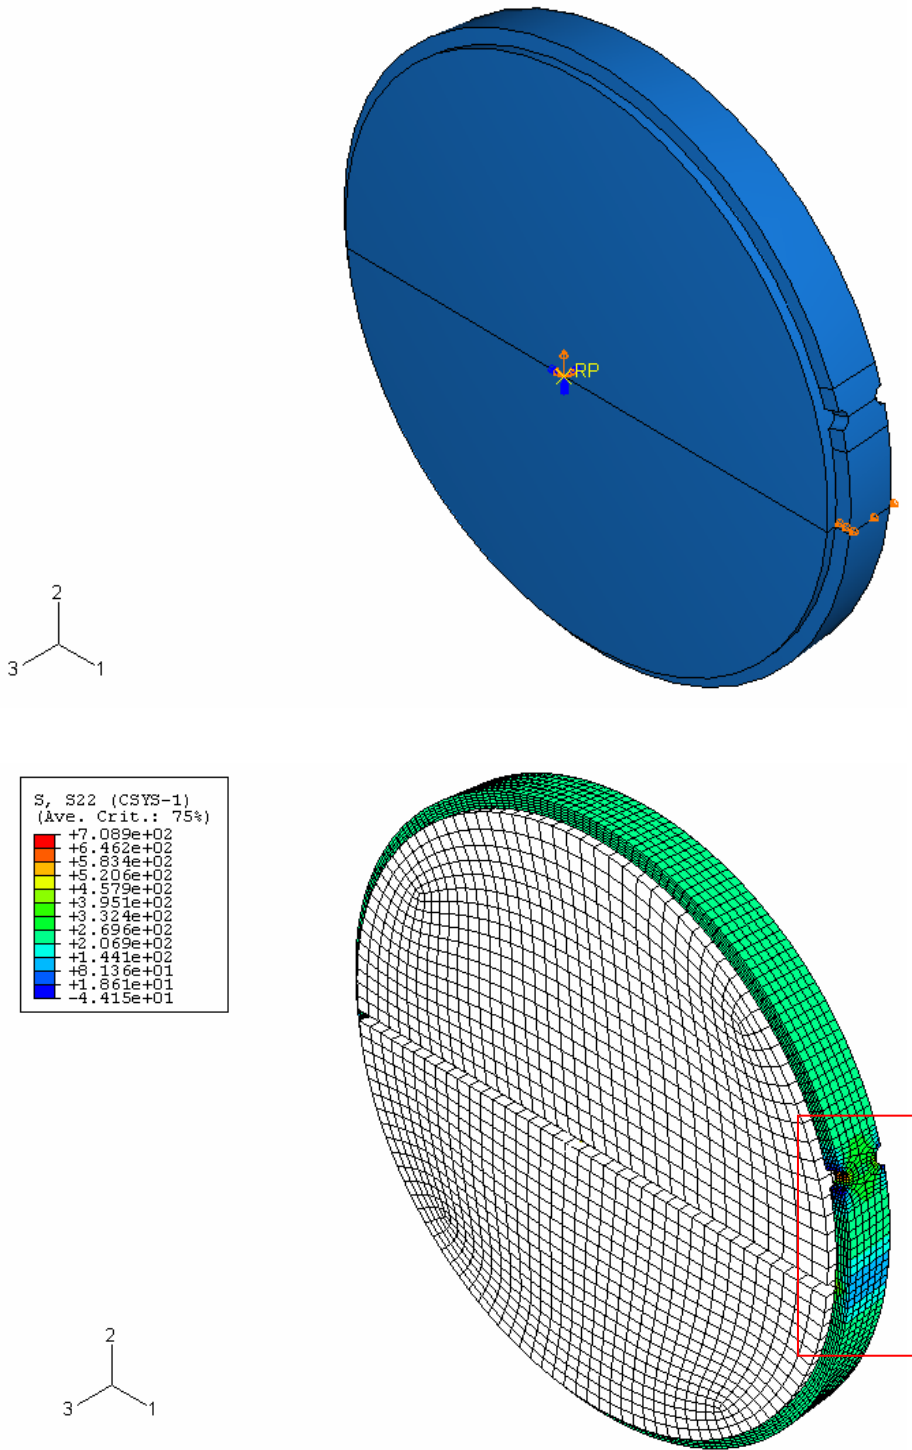 RP
2
3
1
S, S22 (CSYS-1)
(Ave. Crit.: 75%)
+7.089e+02
+6.462e+02
+5.834e+02
+5.206e+02
+4.579e+02
+3.951e+02
+3.324e+02
+2.696e+02
+2.069e+02
+1.441e+02
+8.136e+01
+1.861e+01
-4.415e+01
2
3
1